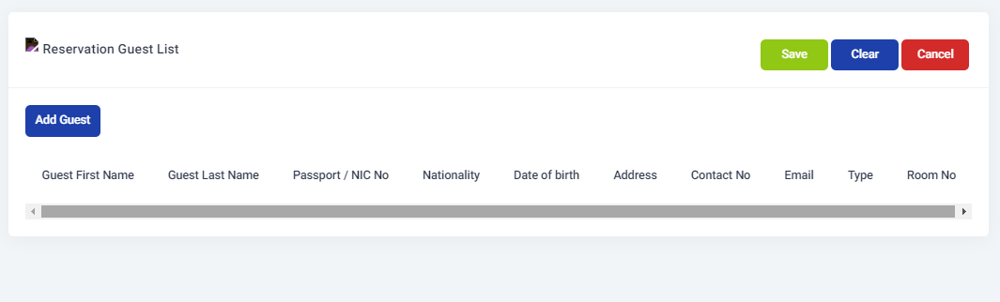 Reservation Guest List
Save Clear Cancel
Add Guest
Guest First Name Guest Last Name Passport / NIC No Nationality Date of birth Address Contact No Email Type Room No